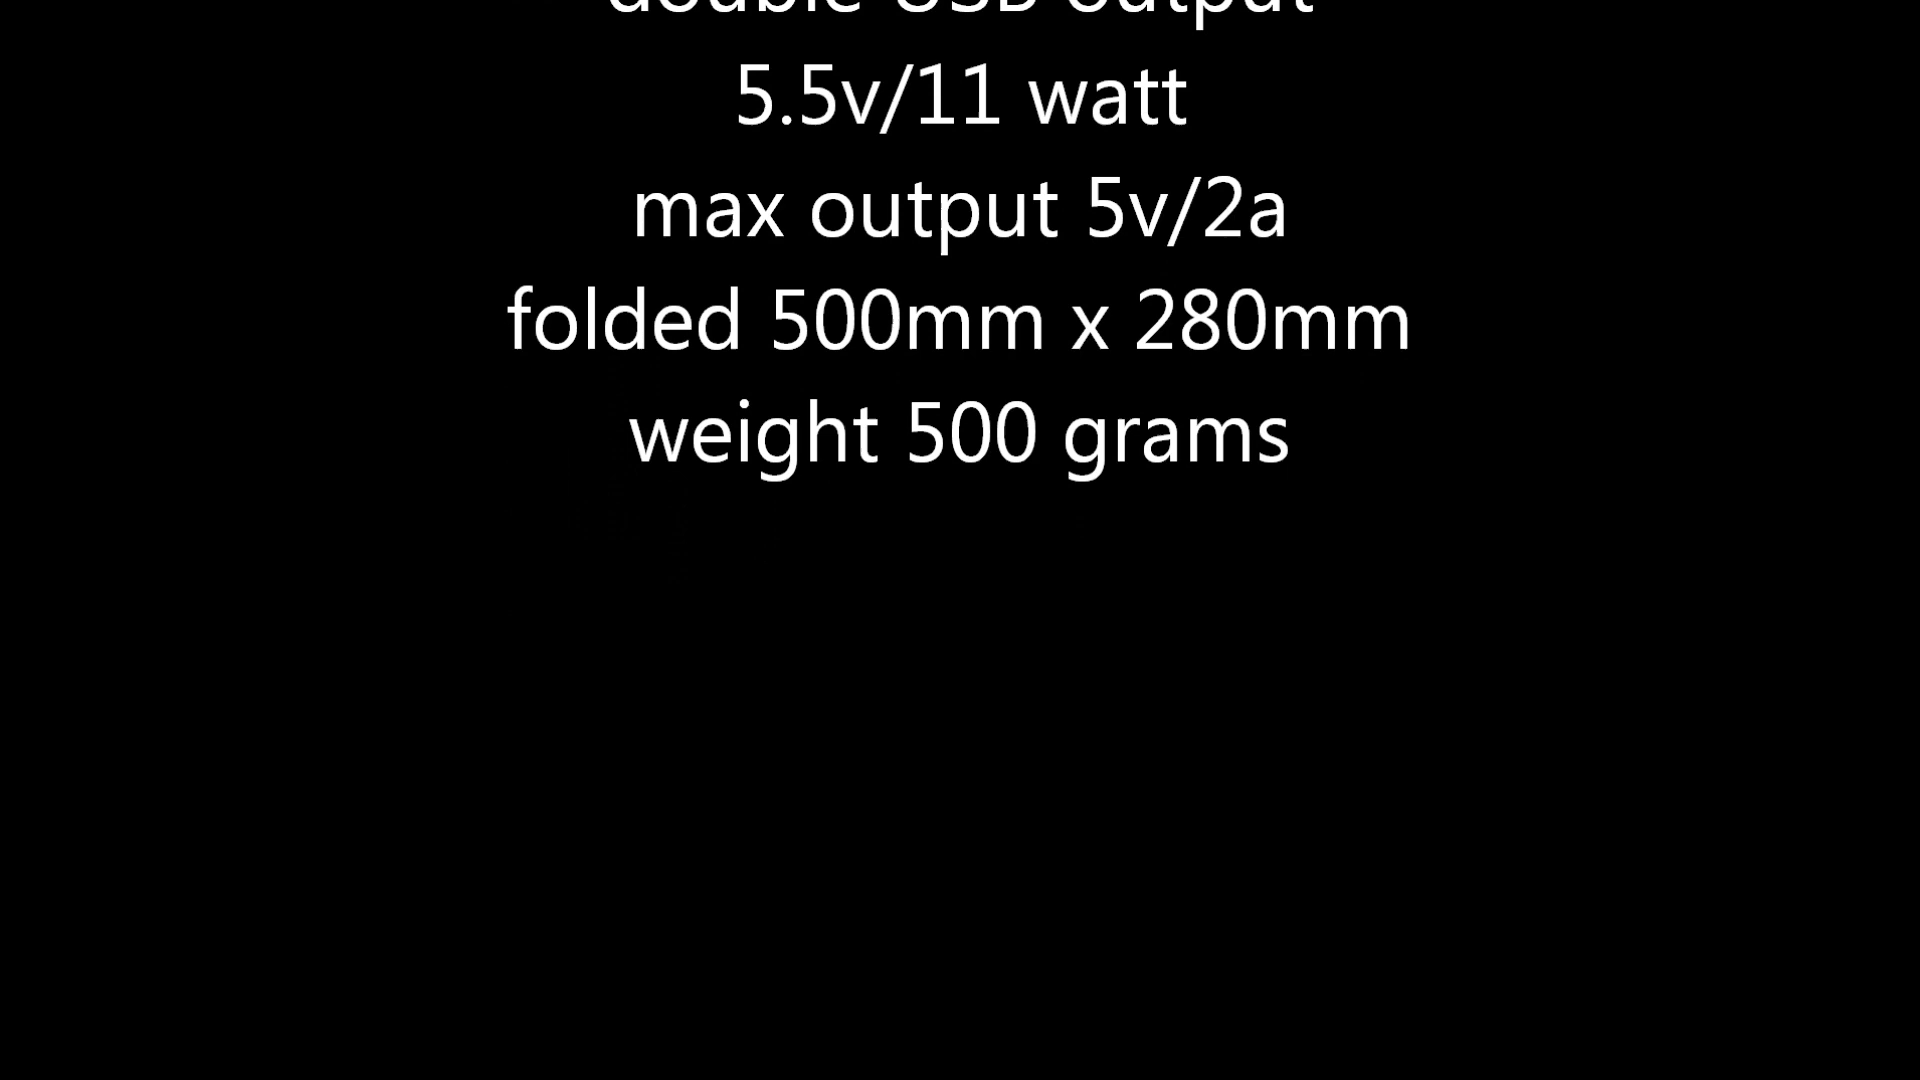 double USB output
5.5v/11 watt
max output 5v/2a
folded 500mm x 280mm
weight 500 grams